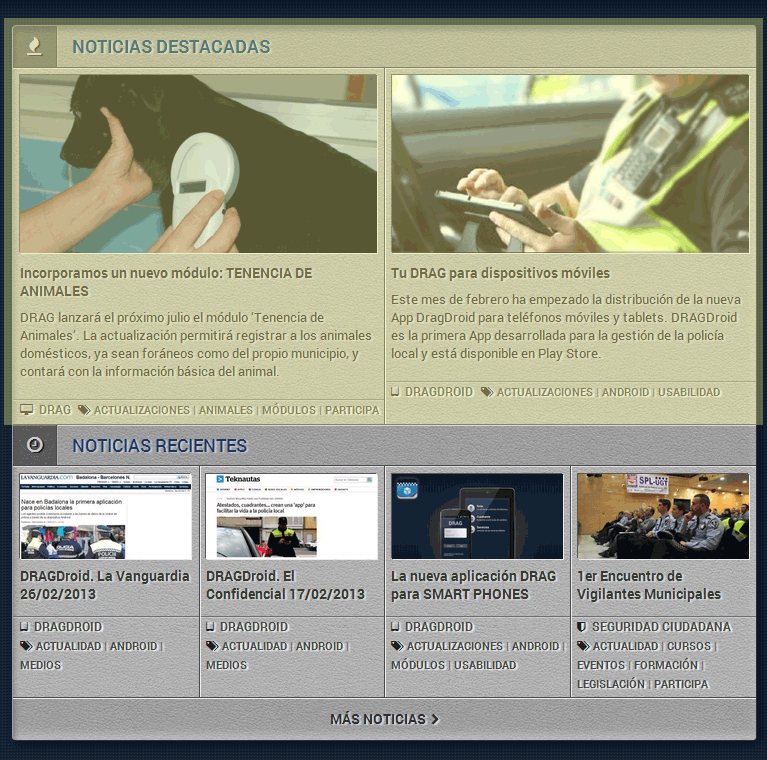 NOTICIAS DESTACADAS
Incorporamos un nuevo módulo: TENENCIA DE
ANIMALES
DRAG lanzará el próximo julio el módulo 'Tenencia de
Animales'. La actualización permitirá registrar a los animales
domésticos, ya sean foráneos como del propio municipio, y
contará con la información básica del animal.
DRAG ACTUALIZACIONES | ANIMALES | MÓDULOS | PARTICIPA
Tu DRAG para dispositivos móviles
Este mes de febrero ha empezado la distribución de la nueva
App DragDroid para teléfonos móviles y tablets. DRAGDroid
es la primera App desarrollada para la gestión de la policía
local y está disponible en Play Store.
DRAGDROID ACTUALIZACIONES | ANDROID | USABILIDAD
NOTICIAS RECIENTES
LAVANGUARDIA.com Badalona - Barcelonés N.
Nace en Badalona la primera aplicación
para policías locales
DRAGDroid. La Vanguardia
26/02/2013
DRAGDROID
ACTUALIDAD | ANDROID |
MEDIOS
Teknautas
Atestados, cuadrantes... crean una 'app' para
facilitar la vida a la policía local
DRAGDroid. El
Confidencial 17/02/2013
DRAGDROID
ACTUALIDAD | ANDROID |
MEDIOS
DRAG
La nueva aplicación DRAG
para SMART PHONES
DRAGDROID
ACTUALIZACIONES | ANDROID |
MÓDULOS | USABILIDAD
SPL-UGT
1er Encuentro de
Vigilantes Municipales
SEGURIDAD CIUDADANA
ACTUALIDAD | CURSOS |
EVENTOS | FORMACIÓN |
LEGISLACIÓN | PARTICIPA
MÁS NOTICIAS